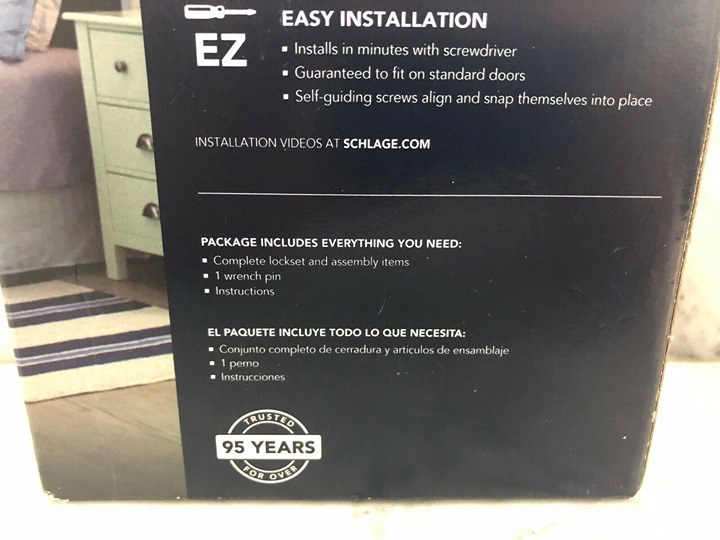 EZ
EASY INSTALLATION
▪ Installs in minutes with screwdriver
▪ Guaranteed to fit on standard doors
▪ Self-guiding screws align and snap themselves into place
INSTALLATION VIDEOS AT SCHLAGE.COM
PACKAGE INCLUDES EVERYTHING YOU NEED:
▪ Complete lockset and assembly items
▪ 1 wrench pin
▪ Instructions
EL PAQUETE INCLUYE TODO LO QUE NECESITA:
▪ Conjunto completo de cerradura y articulos de ensamblaje
▪ 1 perno
▪ Instrucciones
TRUSTED
95 YEARS
FOR OVER